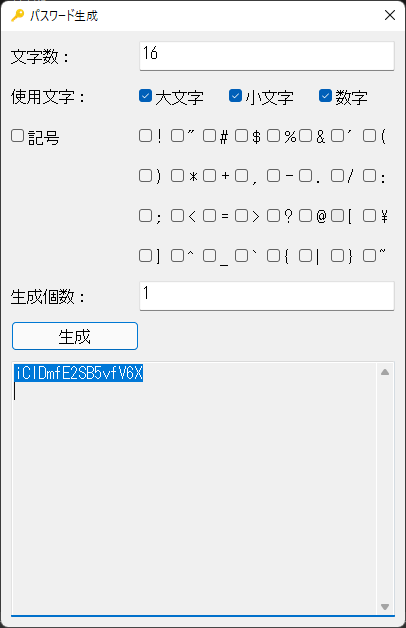 パスワード生成
文字数：
16
使用文字：
大文字 小文字 数字
記号
! " # $ % & ' (
) * + , - . / :
; < = > ? @ [ ¥
] ^ _ ` { | } ~
生成個数：
1
生成
iClDmfE2SB5vfV6X